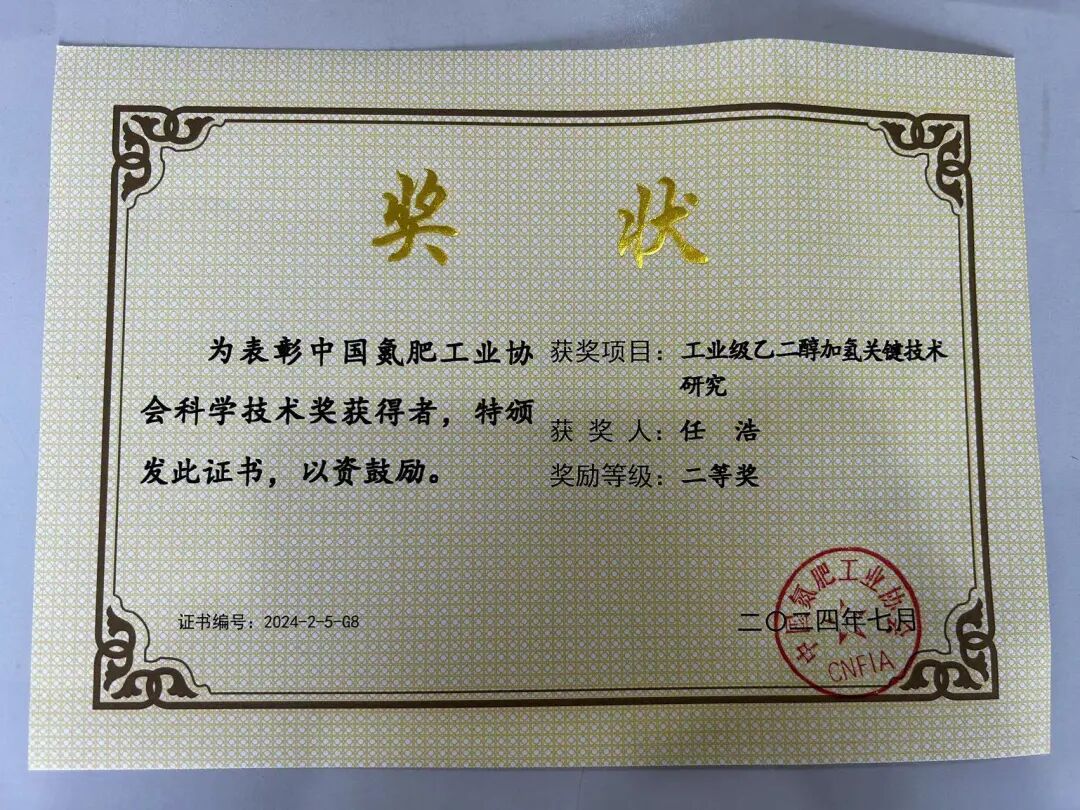 奖 状
为表彰中国氮肥工业协
会科学技术奖获得者，特颁
发此证书，以资鼓励。
获奖项目：工业级乙二醇加氢关键技术
研究
获 奖 人：任 浩
奖励等级：二等奖
证书编号：2024-2-5-G8
二〇二四年七月
中国氮肥工业协会
CNFIA